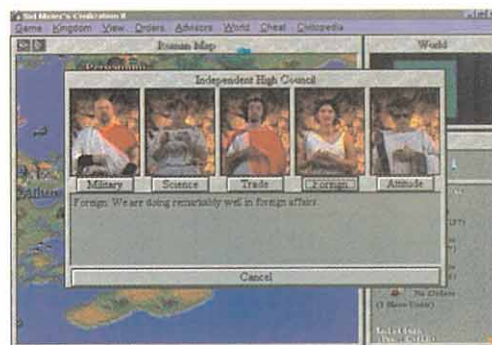 Sid Meier's Civilization II
Game Kingdom View Orders Advisors World Cheat Civilopedia
Roman Map
World
Pergamum
Independent High Council
Military Science Trade Foreign Attitude
Foreign: We are doing remarkably well in foreign affairs.
Cancel
No Orders